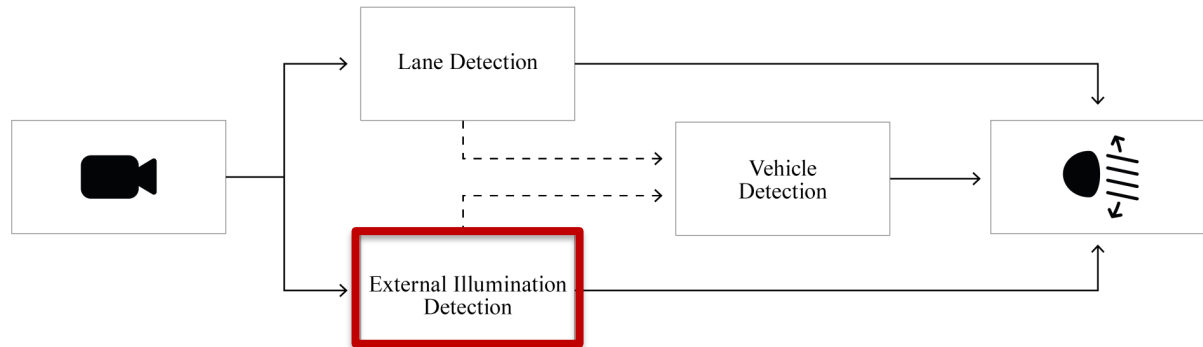 Lane Detection
Vehicle
Detection
External Illumination
Detection